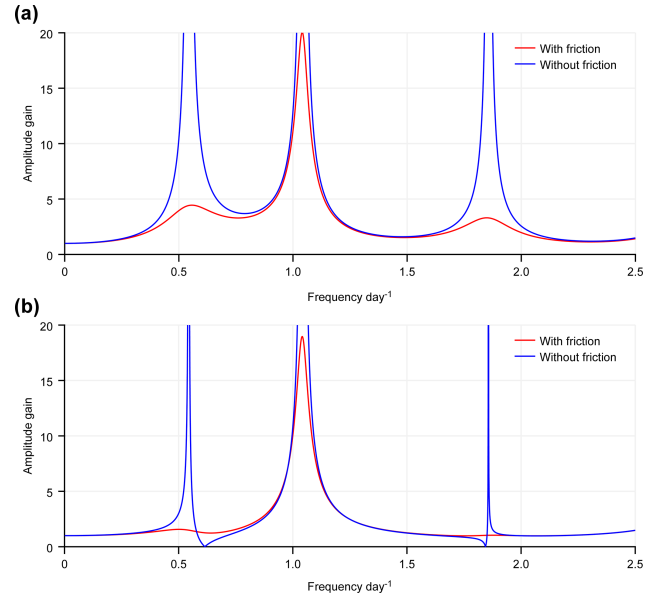 (a)
20
15
10
5
0
Amplitude gain
With friction
Without friction
0 0.5 1.0 1.5 2.0 2.5
Frequency day-1
(b)
20
15
10
5
0
Amplitude gain
With friction
Without friction
0 0.5 1.0 1.5 2.0 2.5
Frequency day-1